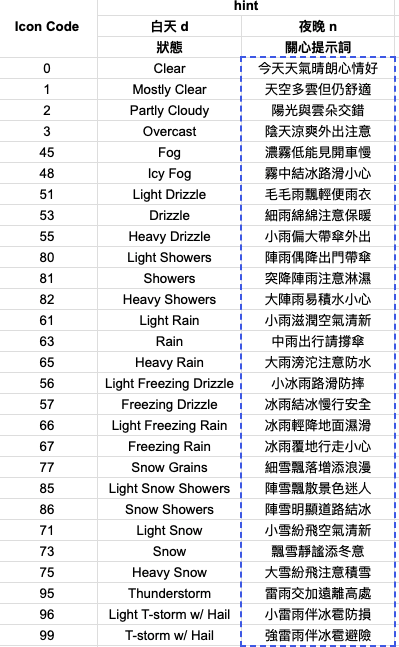 hint
Icon Code 白天 d 夜晚 n
狀態 關心提示詞
0 Clear 今天天氣晴朗心情好
1 Mostly Clear 天空多雲但仍舒適
2 Partly Cloudy 陽光與雲朵交錯
3 Overcast 陰天涼爽外出注意
45 Fog 濃霧低能見開車慢
48 Icy Fog 霧中結冰路滑小心
51 Light Drizzle 毛毛雨飄輕便雨衣
53 Drizzle 細雨綿綿注意保暖
55 Heavy Drizzle 小雨偏大帶傘外出
80 Light Showers 陣雨偶降出門帶傘
81 Showers 突降陣雨注意淋濕
82 Heavy Showers 大陣雨易積水小心
61 Light Rain 小雨滋潤空氣清新
63 Rain 中雨出行請撐傘
65 Heavy Rain 大雨滂沱注意防水
56 Light Freezing Drizzle 小冰雨路滑防摔
57 Freezing Drizzle 冰雨結冰慢行安全
66 Light Freezing Rain 冰雨輕降地面濕滑
67 Freezing Rain 冰雨覆地行走小心
77 Snow Grains 細雪飄落增添浪漫
85 Light Snow Showers 陣雪飄散景色迷人
86 Snow Showers 陣雪明顯道路結冰
71 Light Snow 小雪紛飛空氣清新
73 Snow 飄雪靜謐添冬意
75 Heavy Snow 大雪紛飛注意積雪
95 Thunderstorm 雷雨交加遠離高處
96 Light T-storm w/ Hail 小雷雨伴冰雹防損
99 T-storm w/ Hail 強雷雨伴冰雹避險